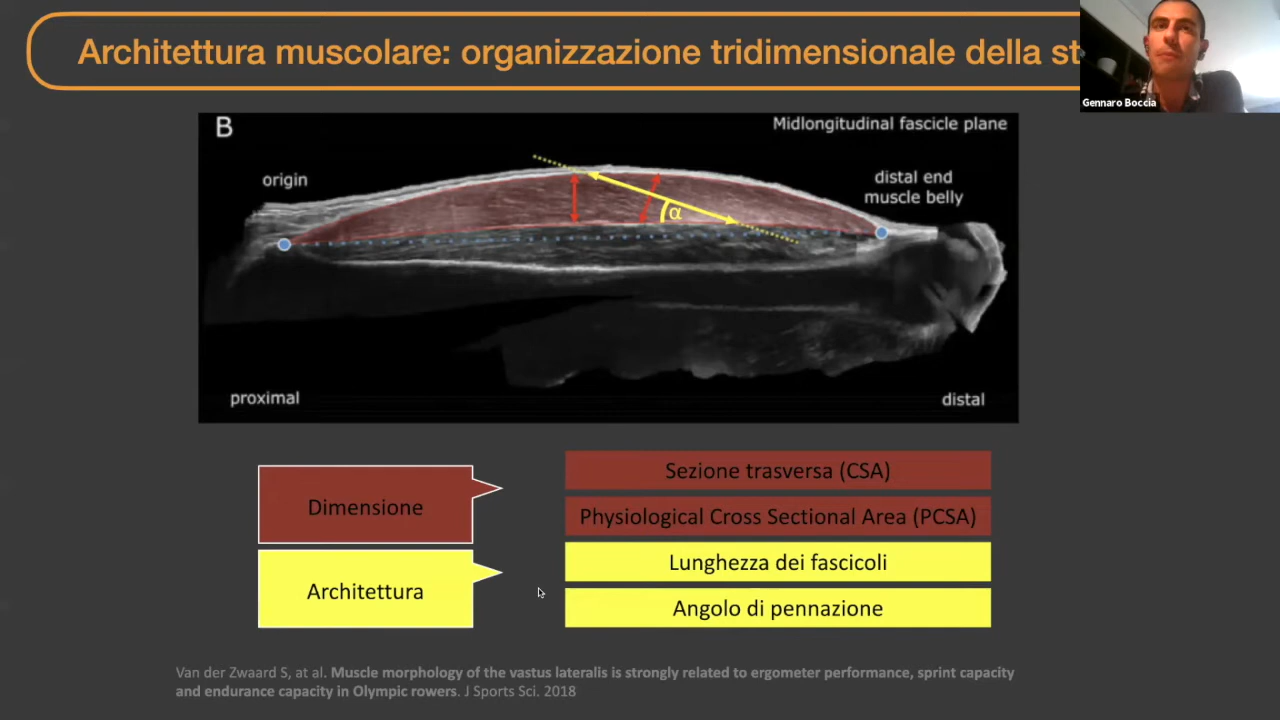 Architettura muscolare: organizzazione tridimensionale della st
Gennaro Boccia
B
Midlongitudinal fascicle plane
origin
distal end
muscle belly
α
proximal
distal
Dimensione
Sezione trasversa (CSA)
Physiological Cross Sectional Area (PCSA)
Architettura
Lunghezza dei fascicoli
Angolo di pennazione
Van der Zwaard S, at al. Muscle morphology of the vastus lateralis is strongly related to ergometer performance, sprint capacity
and endurance capacity in Olympic rowers. J Sports Sci. 2018